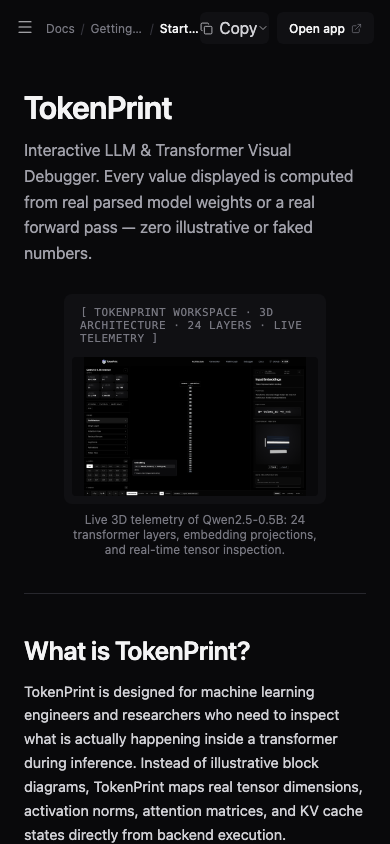 Docs / Getting... / Start... Copy Open app
TokenPrint
Interactive LLM & Transformer Visual
Debugger. Every value displayed is computed
from real parsed model weights or a real
forward pass — zero illustrative or faked
numbers.
[ TOKENPRINT WORKSPACE · 3D
ARCHITECTURE · 24 LAYERS · LIVE
TELEMETRY ]
Live 3D telemetry of Qwen2.5-0.5B: 24
transformer layers, embedding projections,
and real-time tensor inspection.
What is TokenPrint?
TokenPrint is designed for machine learning
engineers and researchers who need to inspect
what is actually happening inside a transformer
during inference. Instead of illustrative block
diagrams, TokenPrint maps real tensor dimensions,
activation norms, attention matrices, and KV cache
states directly from backend execution.